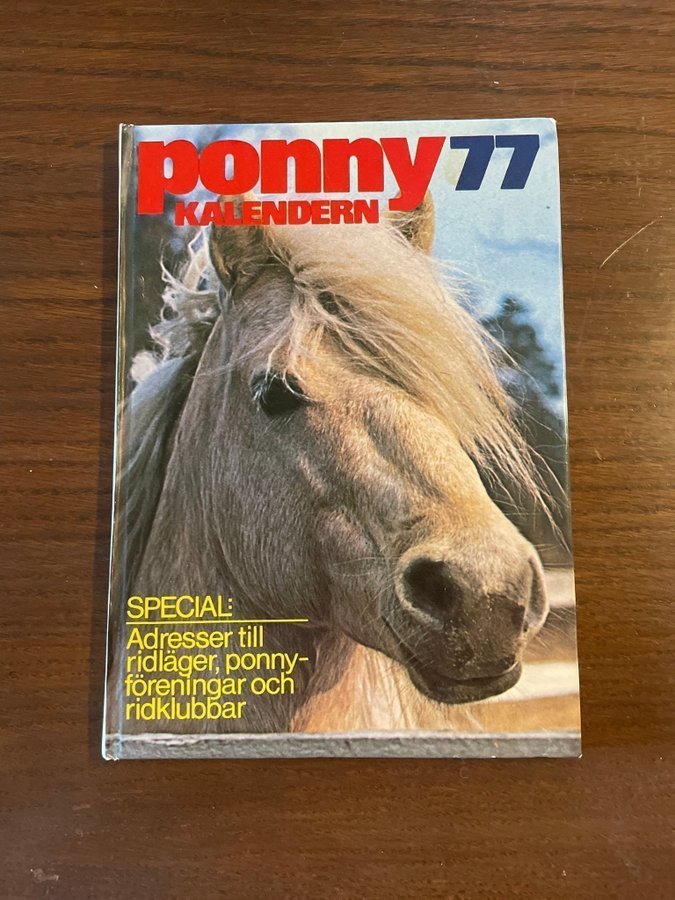 ponny 77
KALENDERN
SPECIAL:
Adresser till
ridläger, ponny-
föreningar och
ridklubbar